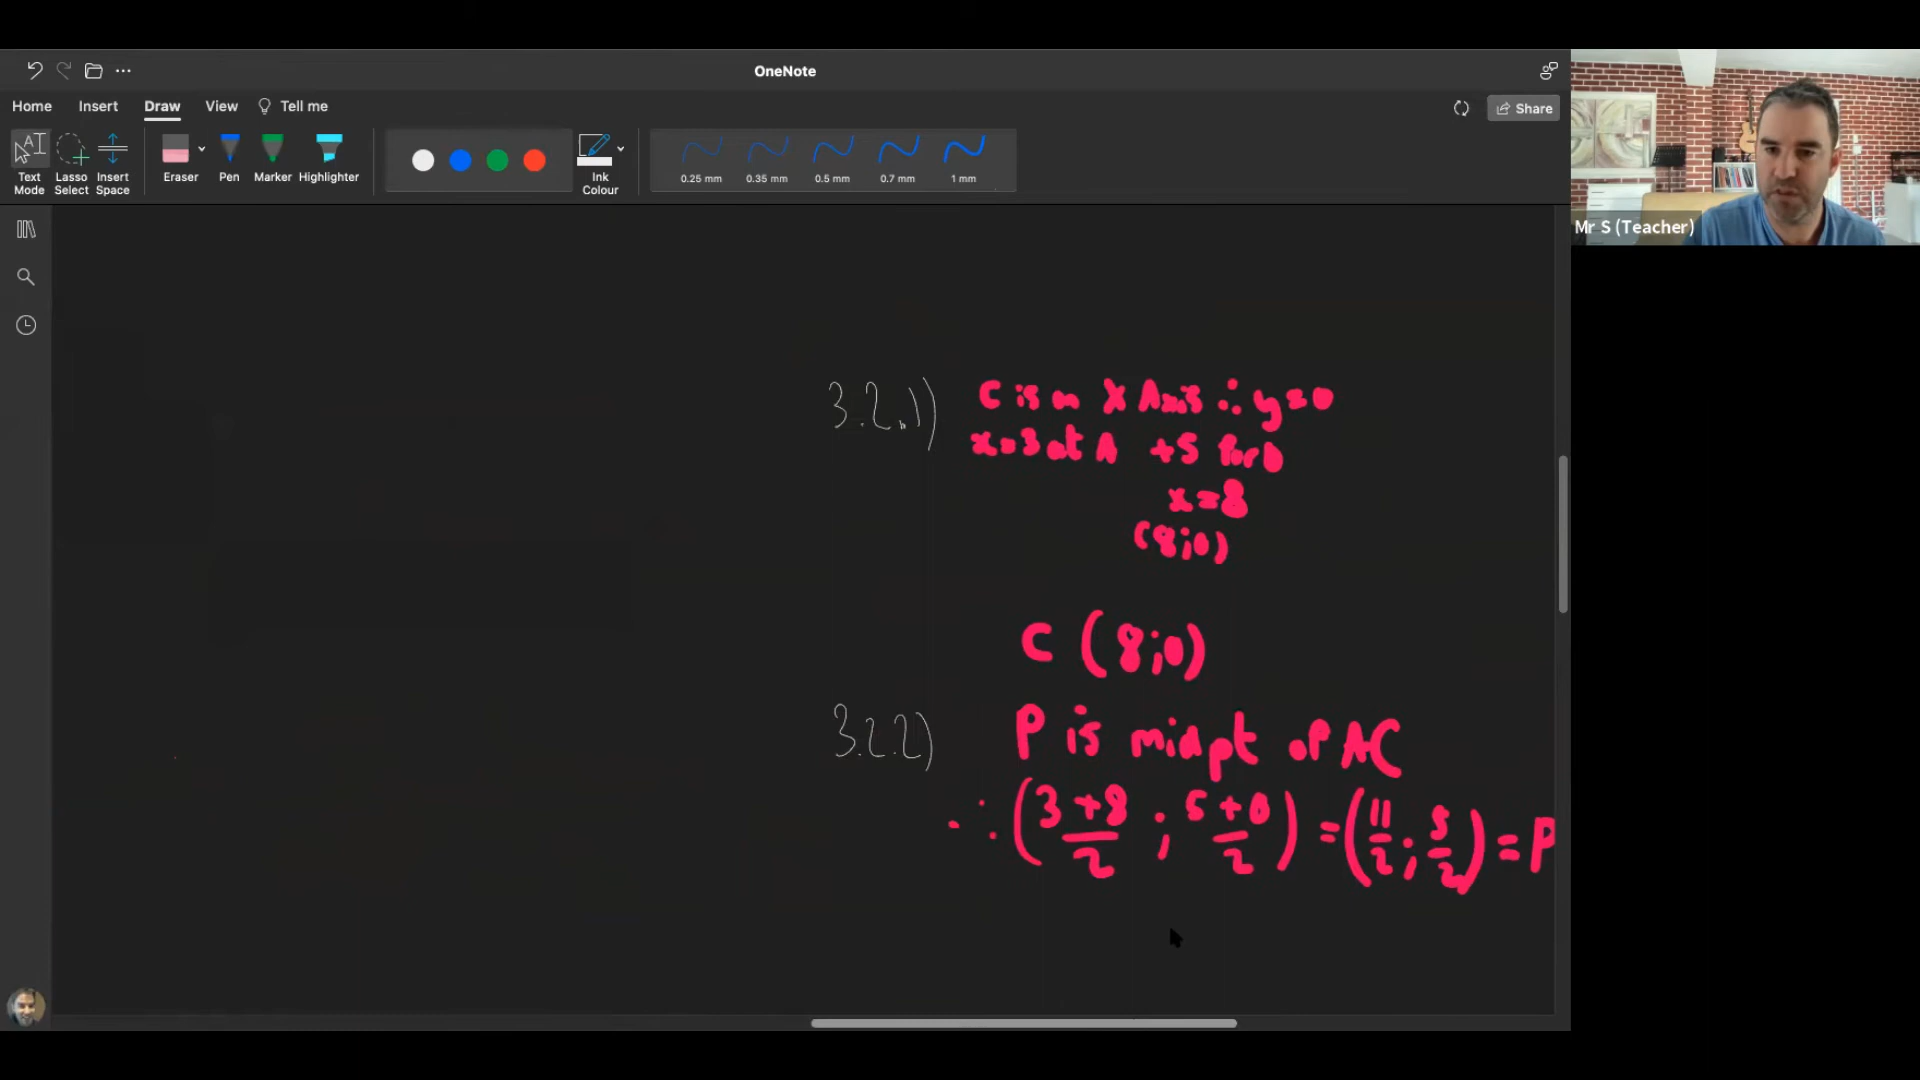 OneNote
Home Insert Draw View Tell me
Share
Text Mode
Lasso Select
Insert Space
Eraser
Pen
Marker
Highlighter
Ink Colour
0.25 mm
0.35 mm
0.5 mm
0.7 mm
1 mm
Mr S (Teacher)
3.2.1) C is on X Axis ∴ y=0
x=3 at A +5 for D
x=8
(8;0)
C (8;0)
3.2.2) P is midpt of AC
∴ (3+8/2 ; 5+0/2) = (11/2 ; 5/2) = P